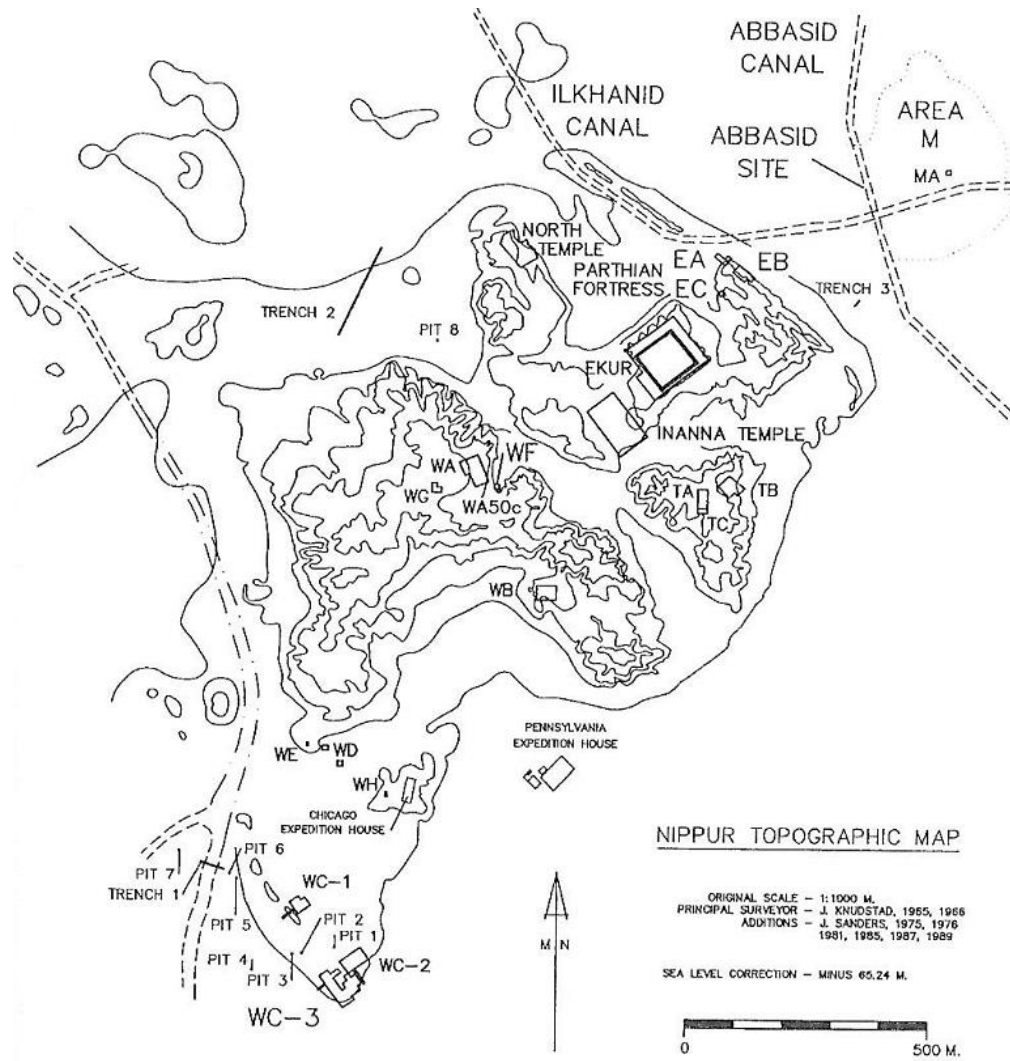 ABBASID
CANAL
ILKHANID
CANAL
AREA
M
ABBASID
SITE
MA
NORTH
TEMPLE
EA
EB
PARTHIAN
FORTRESS
EC
TRENCH 3
TRENCH 2
PIT 8
EKUR
INANNA TEMPLE
WF
WA
WG
WA50c
TA
TB
TC
WB
PENNSYLVANIA
EXPEDITION HOUSE
WE
WD
WH
CHICAGO
EXPEDITION HOUSE
NIPPUR TOPOGRAPHIC MAP
PIT 6
PIT 7
TRENCH 1
WC-1
PIT 5
PIT 2
PIT 1
PIT 4
PIT 3
WC-2
WC-3
M N
ORIGINAL SCALE - 1:1000 M.
PRINCIPAL SURVEYOR - J. KNUDSTAD, 1965, 1966
ADDITIONS - J. SANDERS, 1975, 1976
1981, 1985, 1987, 1989
SEA LEVEL CORRECTION - MINUS 65.24 M.
0
500 M.